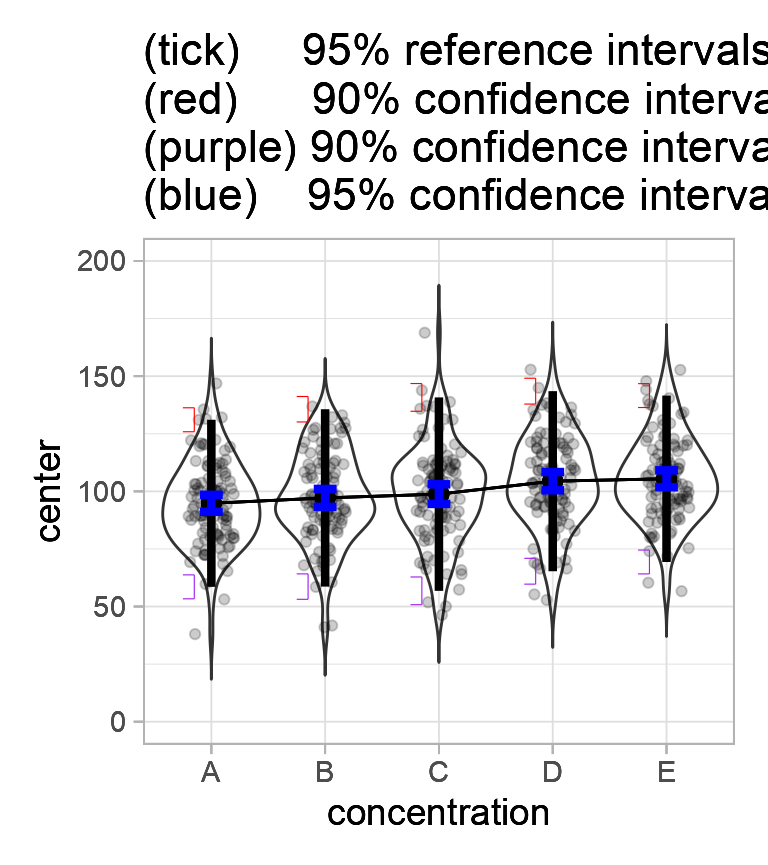 (tick) 95% reference intervals
(red) 90% confidence interva
(purple) 90% confidence interva
(blue) 95% confidence interva
200
150
100
50
0
center
A B C D E
concentration